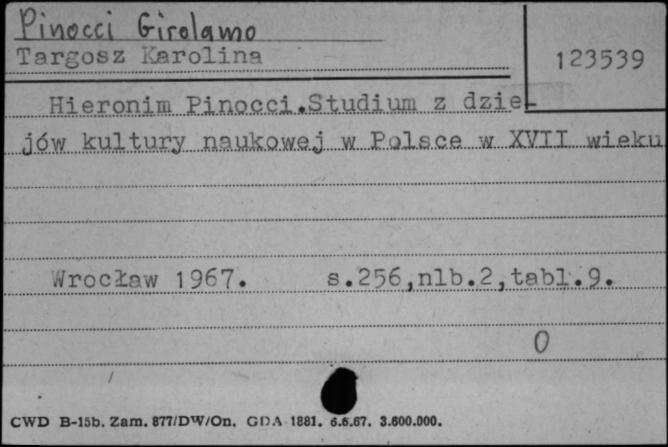 Pinocci Girolamo
Targosz Karolina
123539
Hieronim Pinocci.Studium z dzie-
jów kultury naukowej w Polsce w XVII wieku
Wrocław 1967. s.256,nlb.2,tabl.9.
O
CWD B-15b. Zam. 877/DW/On. GDA 1881. 6.6.67. 3.600.000.